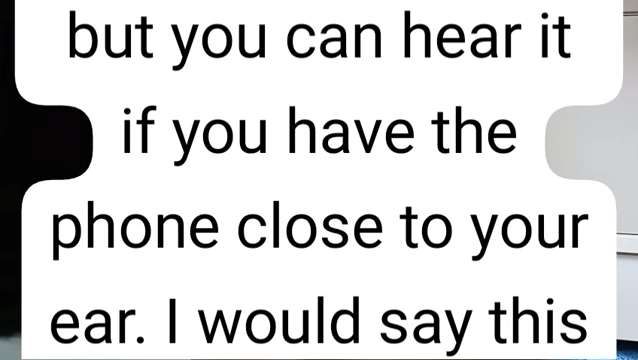 but you can hear it
if you have the
phone close to your
ear. I would say this